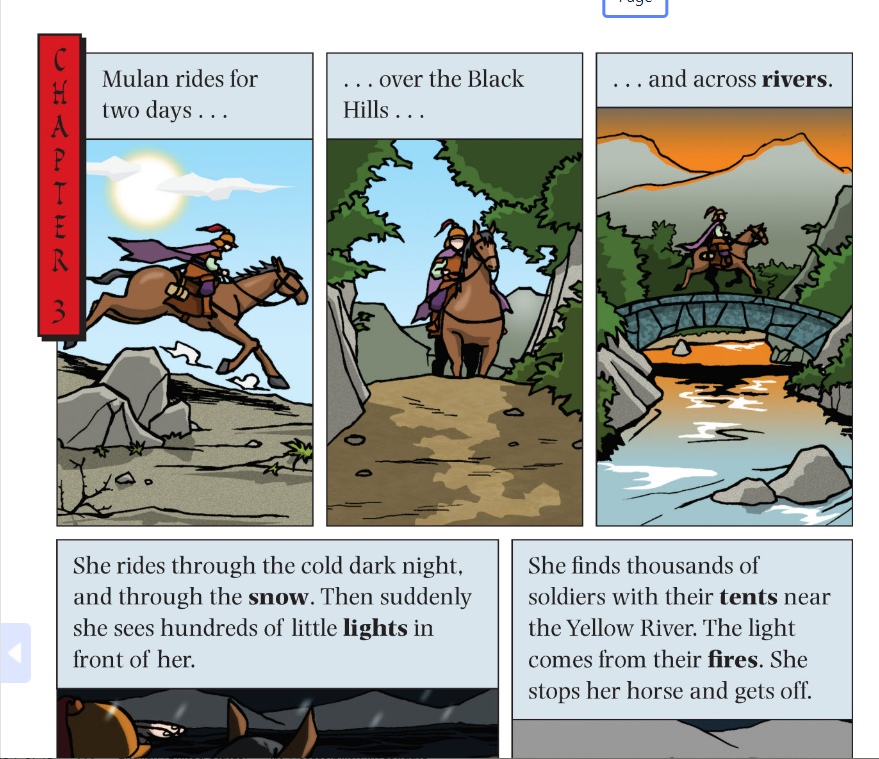 Page
CHAPTER 3
Mulan rides for
two days . . .
. . . over the Black
Hills . . .
. . . and across rivers.
She rides through the cold dark night,
and through the snow. Then suddenly
she sees hundreds of little lights in
front of her.
She finds thousands of
soldiers with their tents near
the Yellow River. The light
comes from their fires. She
stops her horse and gets off.